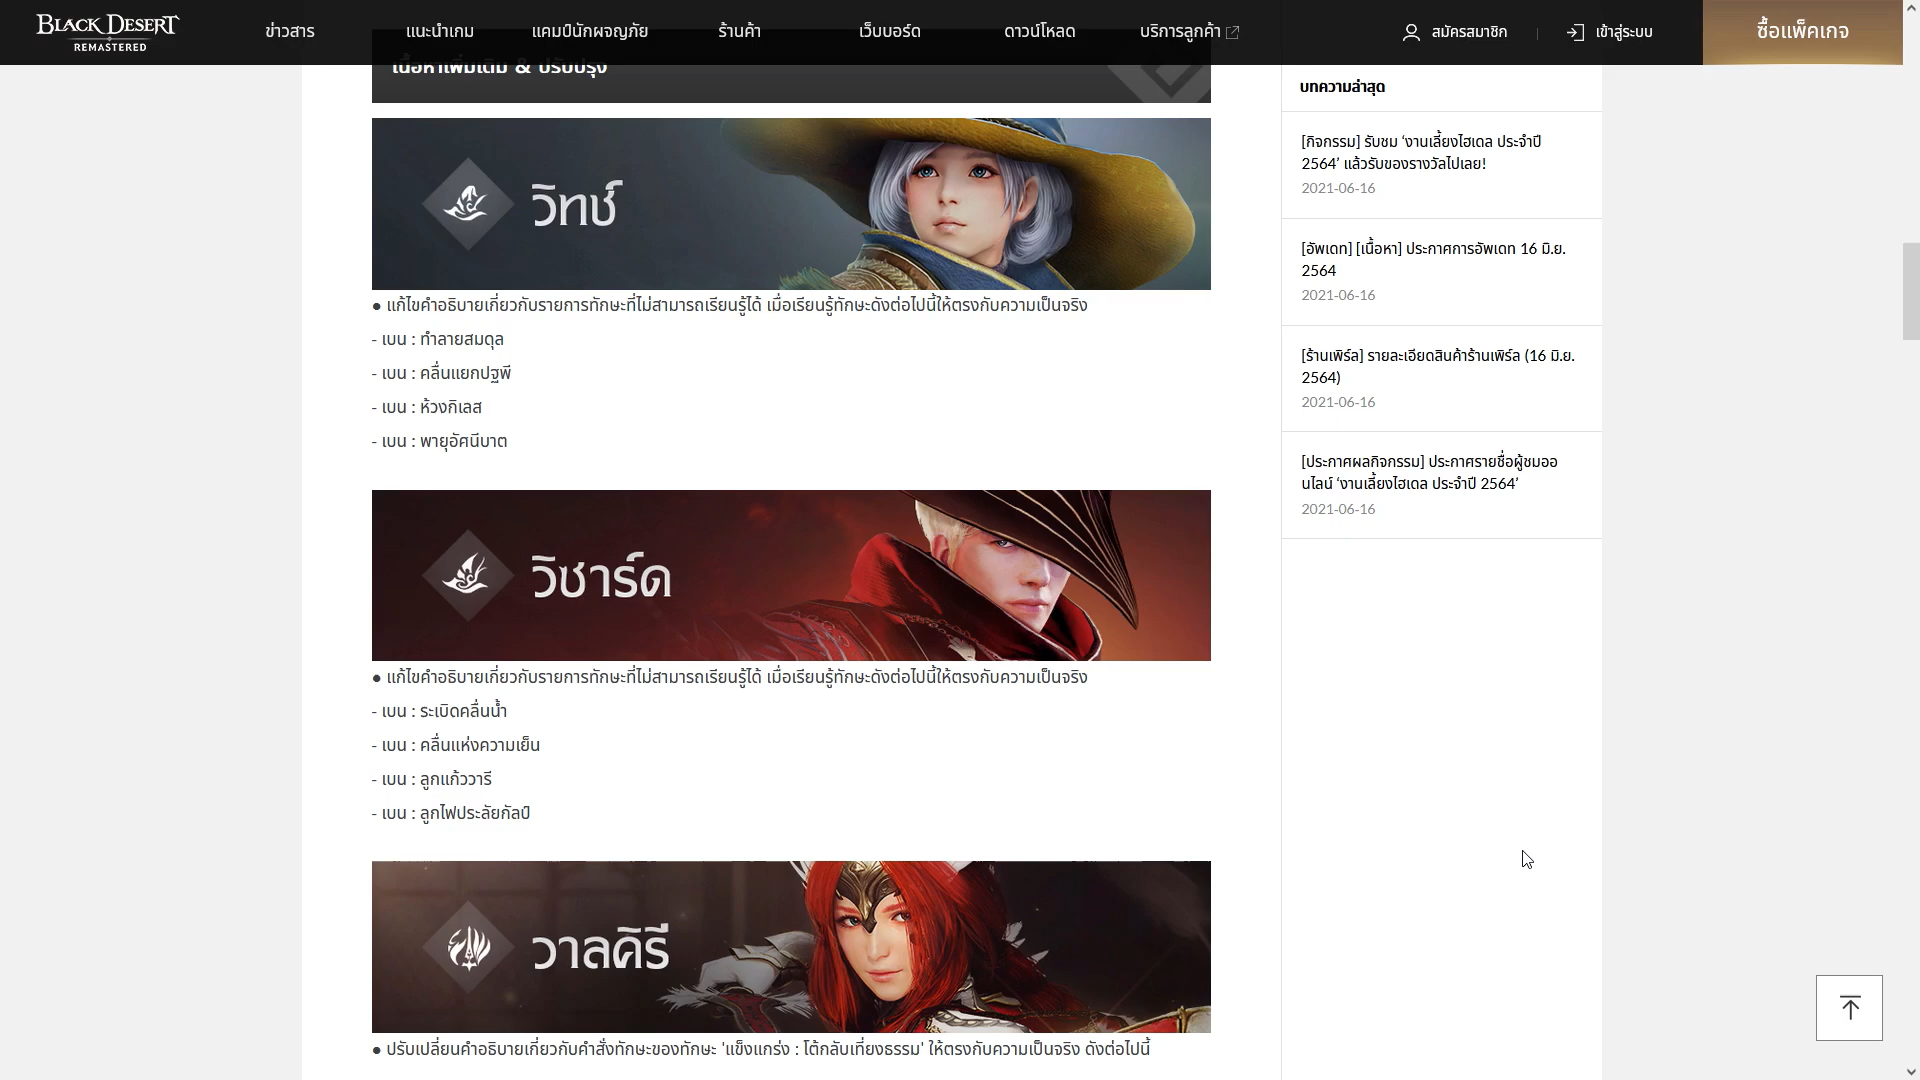 BLACK DESERT
REMASTERED
ข่าวสาร
แนะนำเกม
แคมป์นักผจญภัย
ร้านค้า
เว็บบอร์ด
ดาวน์โหลด
บริการลูกค้า
สมัครสมาชิก
เข้าสู่ระบบ
ซื้อแพ็คเกจ
เนื้อหาเพิ่มเติม & ปรับปรุง
วิทช์
● แก้ไขคำอธิบายเกี่ยวกับรายการทักษะที่ไม่สามารถเรียนรู้ได้ เมื่อเรียนรู้ทักษะดังต่อไปนี้ให้ตรงกับความเป็นจริง
- เบน : ทำลายสมดุล
- เบน : คลื่นแยกปฐพี
- เบน : ห้วงกิเลส
- เบน : พายุอัศนีบาต
วิซาร์ด
● แก้ไขคำอธิบายเกี่ยวกับรายการทักษะที่ไม่สามารถเรียนรู้ได้ เมื่อเรียนรู้ทักษะดังต่อไปนี้ให้ตรงกับความเป็นจริง
- เบน : ระเบิดคลื่นน้ำ
- เบน : คลื่นแห่งความเย็น
- เบน : ลูกแก้ววารี
- เบน : ลูกไฟประลัยกัลป์
วาลคิรี
● ปรับเปลี่ยนคำอธิบายเกี่ยวกับคำสั่งทักษะของทักษะ 'แข็งแกร่ง : โต้กลับเที่ยงธรรม' ให้ตรงกับความเป็นจริง ดังต่อไปนี้
บทความล่าสุด
[กิจกรรม] รับชม ‘งานเลี้ยงไฮเดล ประจำปี
2564’ แล้วรับของรางวัลไปเลย!
2021-06-16
[อัพเดท] [เนื้อหา] ประกาศการอัพเดท 16 มิ.ย.
2564
2021-06-16
[ร้านเพิร์ล] รายละเอียดสินค้าร้านเพิร์ล (16 มิ.ย.
2564)
2021-06-16
[ประกาศผลกิจกรรม] ประกาศรายชื่อผู้ชมออ
นไลน์ ‘งานเลี้ยงไฮเดล ประจำปี 2564’
2021-06-16